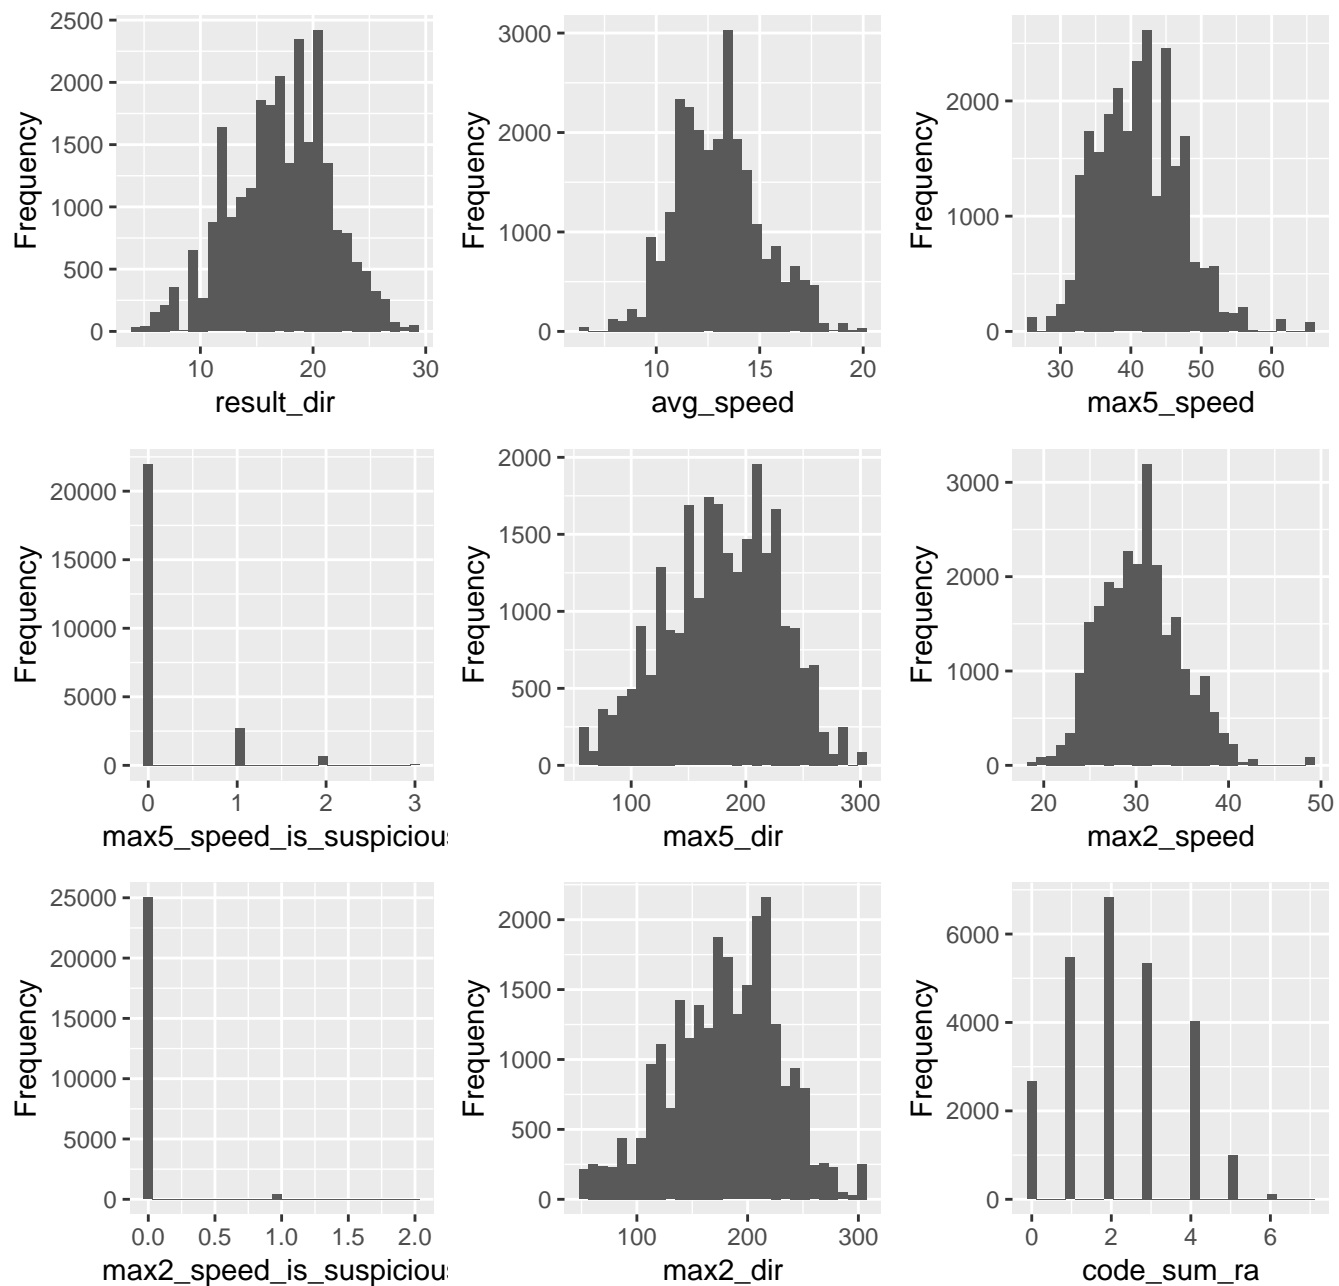 2500
2000
1500
1000
500
0
Frequency
10 20 30
result_dir
3000
2000
1000
0
Frequency
10 15 20
avg_speed
2000
1000
0
Frequency
30 40 50 60
max5_speed
20000
15000
10000
5000
0
Frequency
0 1 2 3
max5_speed_is_suspicious
2000
1500
1000
500
0
Frequency
100 200 300
max5_dir
3000
2000
1000
0
Frequency
20 30 40 50
max2_speed
25000
20000
15000
10000
5000
0
Frequency
0.0 0.5 1.0 1.5 2.0
max2_speed_is_suspicious
2000
1500
1000
500
0
Frequency
100 200 300
max2_dir
6000
4000
2000
0
Frequency
0 2 4 6
code_sum_ra